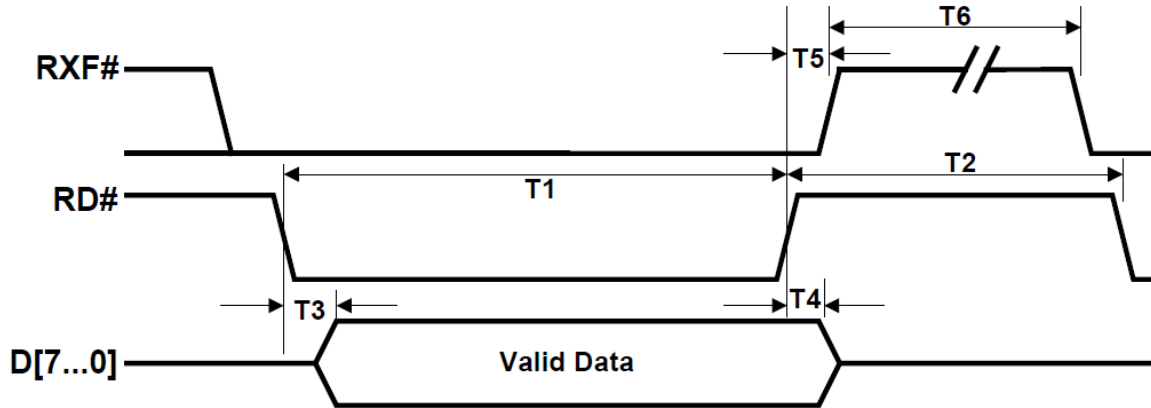 T6
RXF#
T5
T1
T2
RD#
T3
T4
D[7...0]
Valid Data